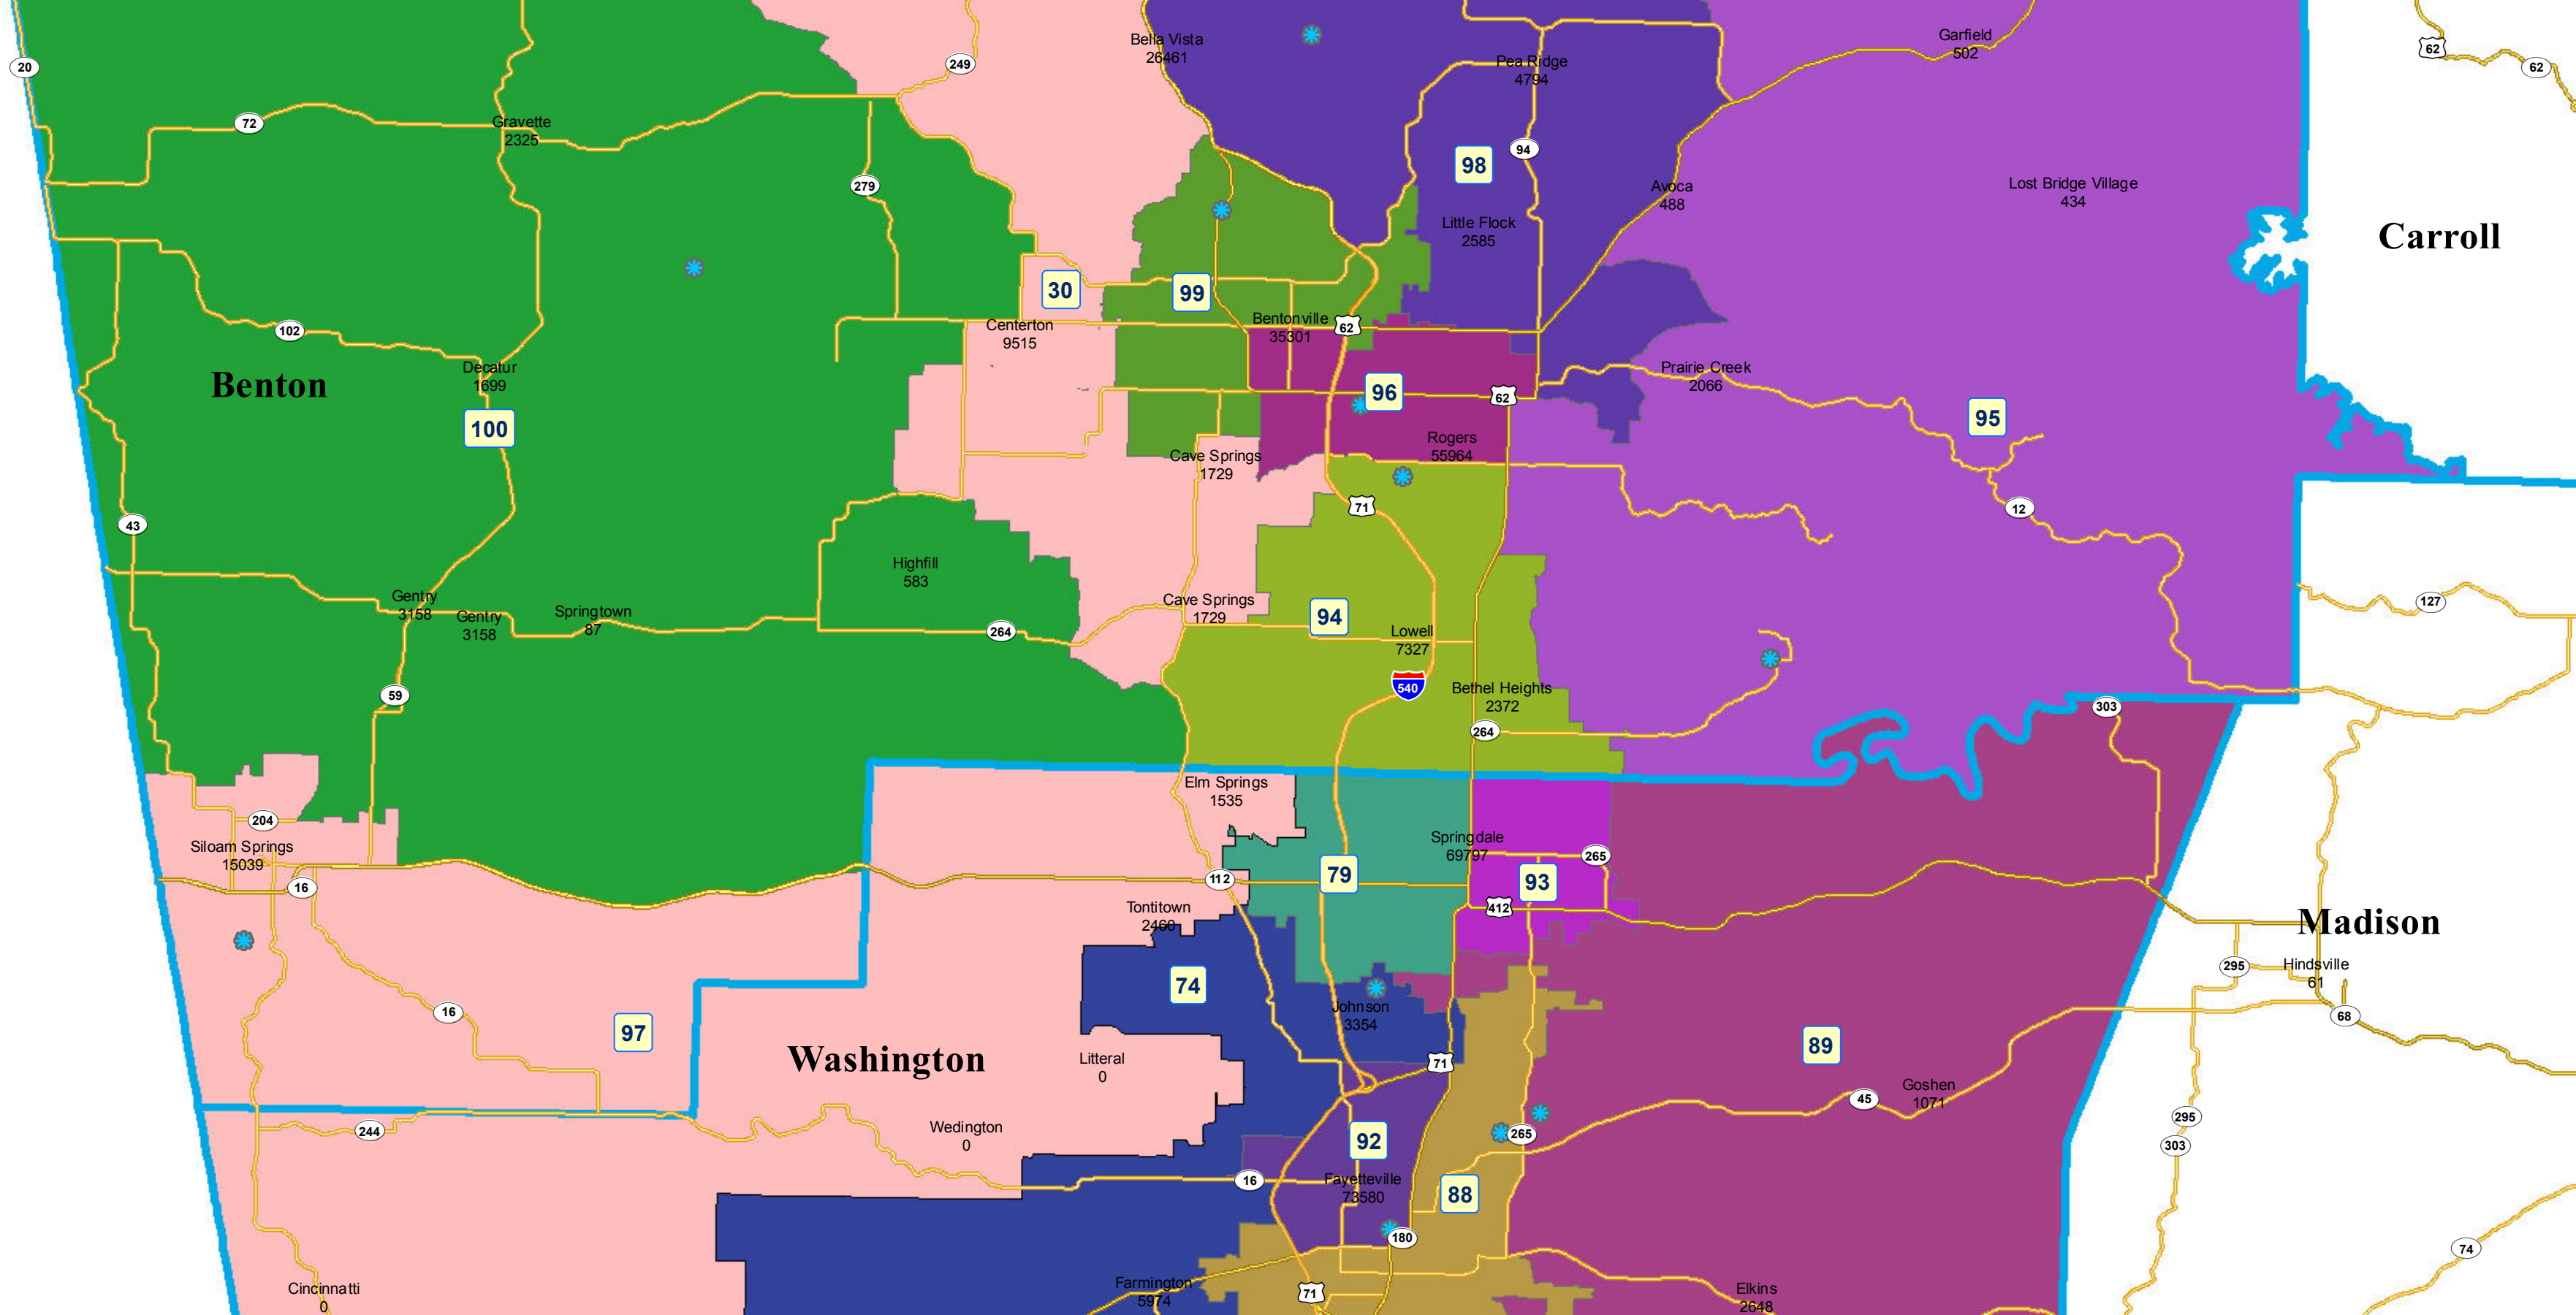 Bella Vista
26461
Garfield
502
62
62
20
249
Pea Ridge
4794
72
Gravette
2325
94
98
279
Avoca
488
Lost Bridge Village
434
Little Flock
2585
Carroll
30
99
102
Centerton
9515
Bentonville
35301
62
Benton
Decatur
1699
Prairie Creek
2066
96
62
95
100
Rogers
55964
Cave Springs
1729
71
12
43
Highfill
583
Gentry
3158
Gentry
3158
Springtown
87
Cave Springs
1729
127
94
264
Lowell
7327
540
59
Bethel Heights
2372
303
264
Elm Springs
1535
204
Siloam Springs
15039
Springdale
69797
265
16
112
79
93
412
Tontitown
2460
Madison
295
Hindsville
61
74
16
Johnson
3354
68
97
Washington
Litteral
0
71
89
Goshen
1071
45
295
244
Wedington
0
265
92
303
16
Fayetteville
73580
88
180
74
Cincinnatti
0
Farmington
5974
71
Elkins
2648